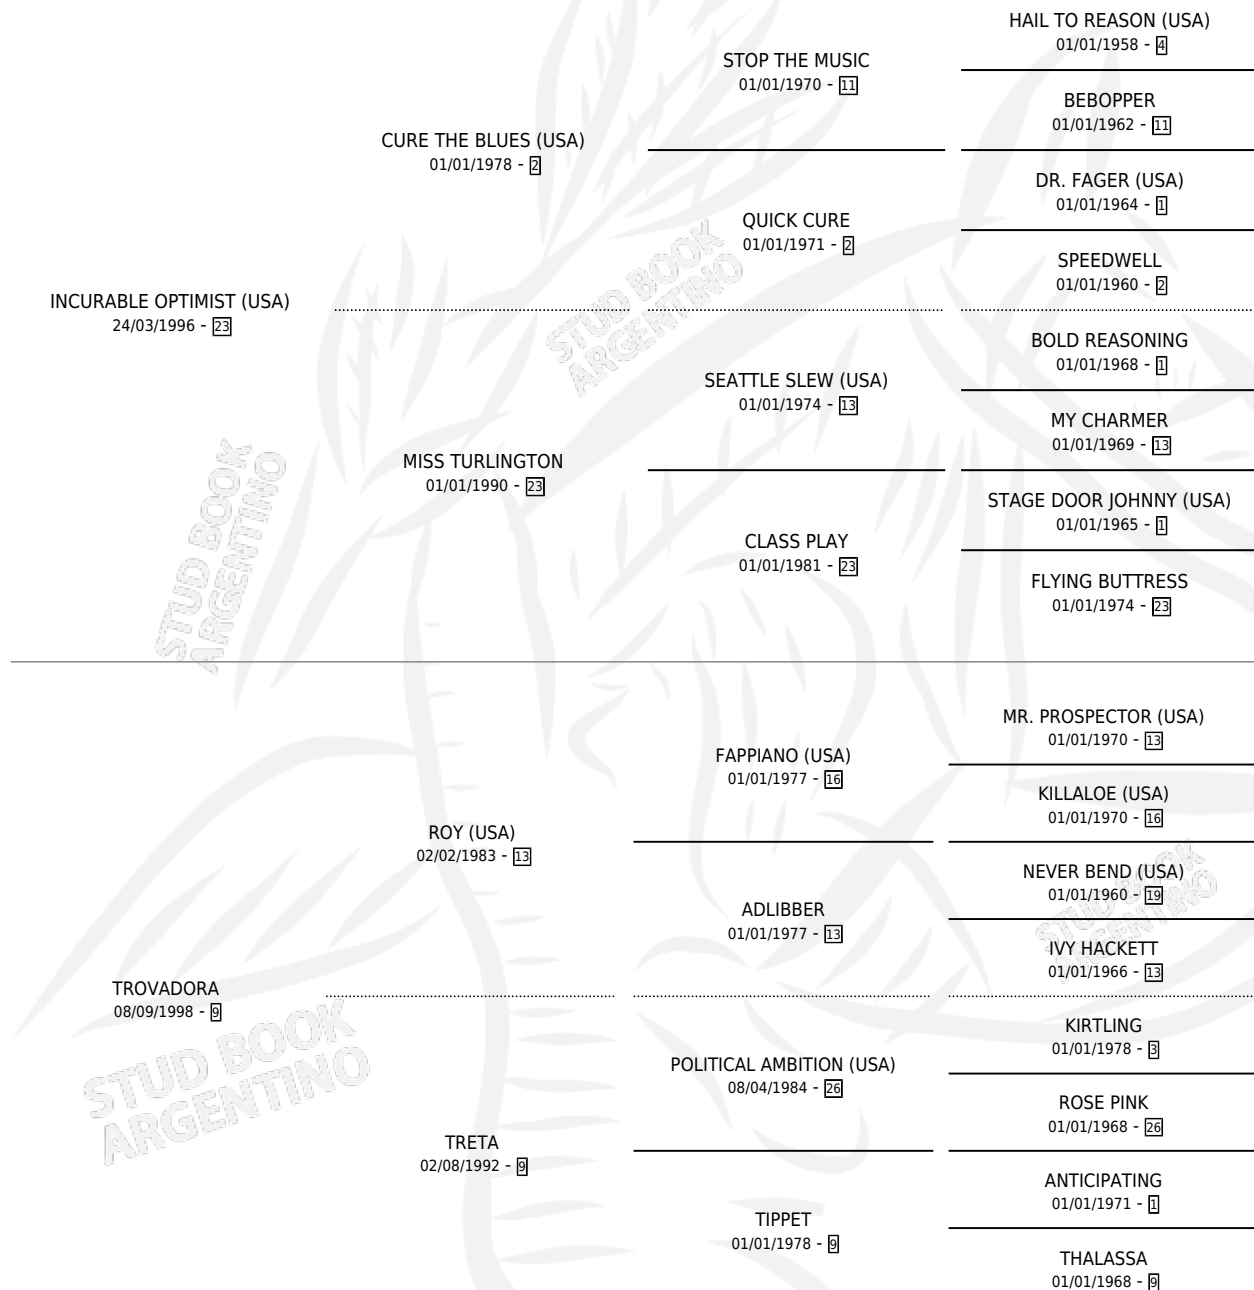 HAIL TO REASON (USA)
01/01/1958 - 4
STOP THE MUSIC
01/01/1970 - 11
BEBOPPER
01/01/1962 - 11
CURE THE BLUES (USA)
01/01/1978 - 2
DR. FAGER (USA)
01/01/1964 - 1
QUICK CURE
01/01/1971 - 2
SPEEDWELL
01/01/1960 - 2
INCURABLE OPTIMIST (USA)
24/03/1996 - 23
BOLD REASONING
01/01/1968 - 1
SEATTLE SLEW (USA)
01/01/1974 - 13
MY CHARMER
01/01/1969 - 13
MISS TURLINGTON
01/01/1990 - 23
STAGE DOOR JOHNNY (USA)
01/01/1965 - 1
CLASS PLAY
01/01/1981 - 23
FLYING BUTTRESS
01/01/1974 - 23
MR. PROSPECTOR (USA)
01/01/1970 - 13
FAPPIANO (USA)
01/01/1977 - 16
KILLALOE (USA)
01/01/1970 - 16
ROY (USA)
02/02/1983 - 13
NEVER BEND (USA)
01/01/1960 - 19
ADLIBBER
01/01/1977 - 13
IVY HACKETT
01/01/1966 - 13
TROVADORA
08/09/1998 - 9
KIRTLING
01/01/1978 - 3
POLITICAL AMBITION (USA)
08/04/1984 - 26
ROSE PINK
01/01/1968 - 26
TRETA
02/08/1992 - 9
ANTICIPATING
01/01/1971 - 1
TIPPET
01/01/1978 - 9
THALASSA
01/01/1968 - 9
STUD BOOK
ARGENTINO
STUD BOOK
ARGENTINO
STUD BOOK
ARGENTINO
STUD BOOK
ARGENTINO